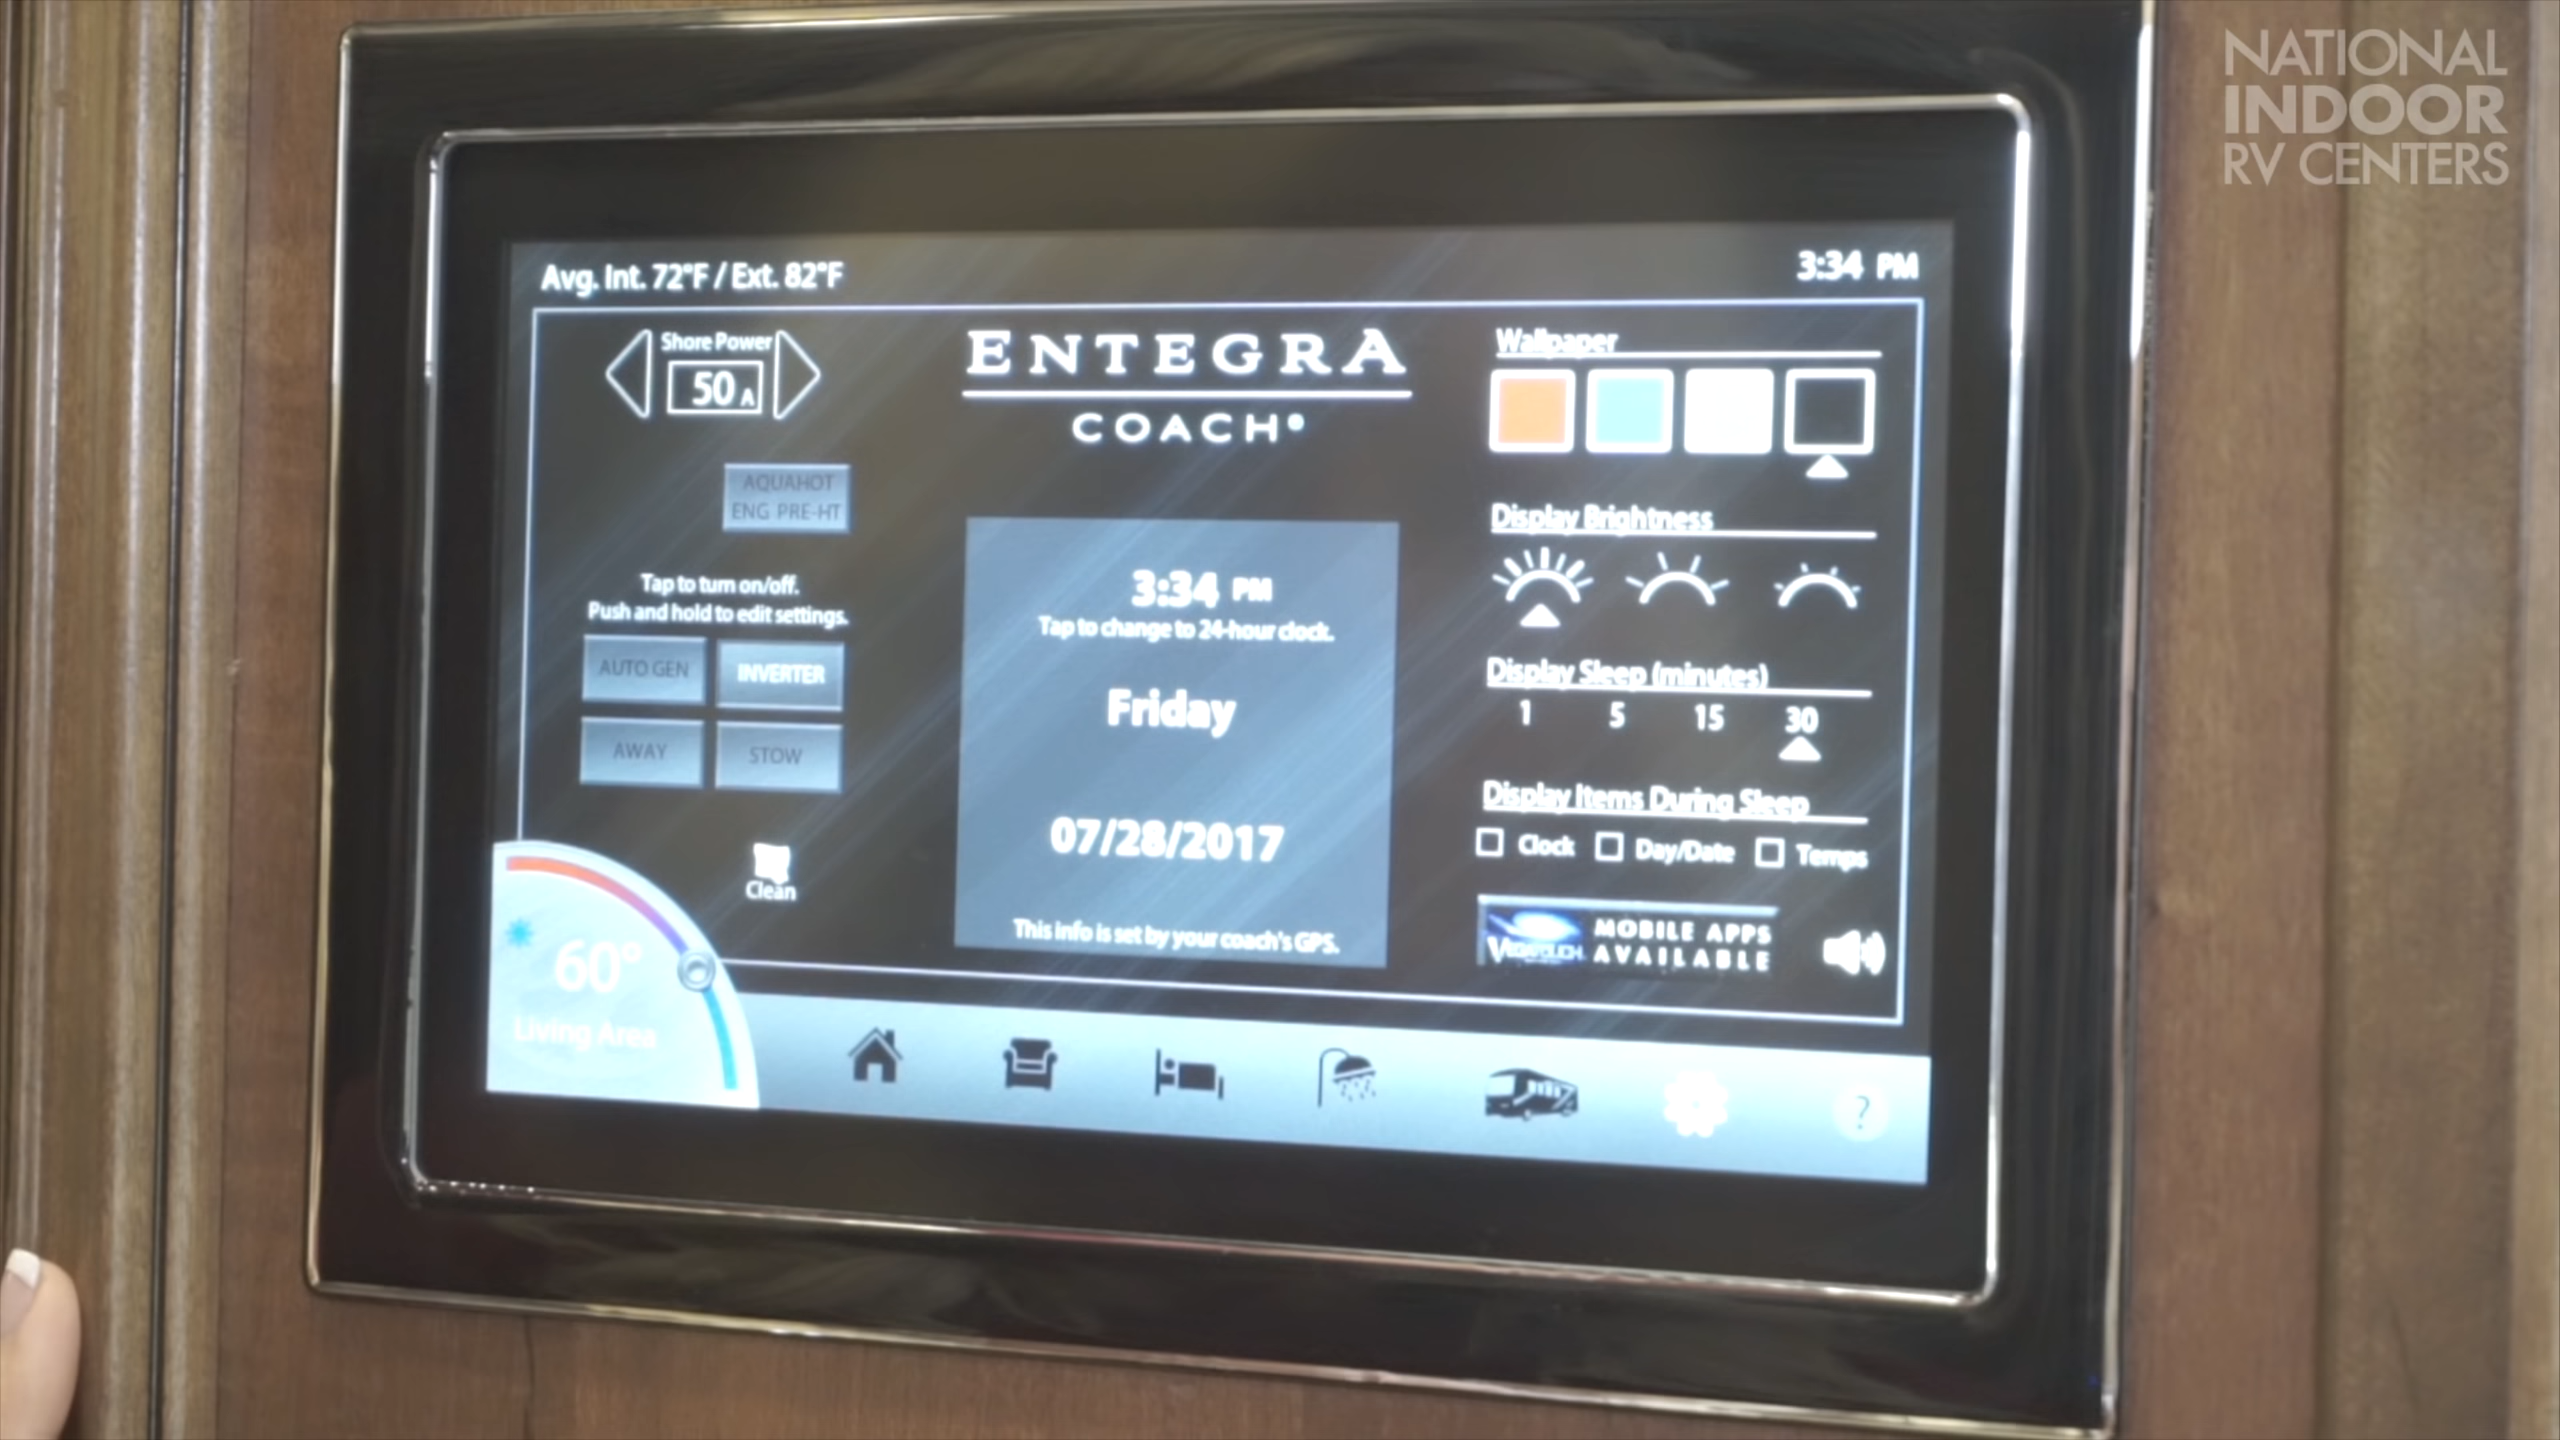 NATIONAL
INDOOR
RV CENTERS
Avg. Int. 72°F / Ext. 82°F
3:34 PM
Shore Power
50 A
ENTEGRA
COACH®
Wallpaper
AQUAHOT
ENG PRE-HT
Display Brightness
Tap to turn on/off.
Push and hold to edit settings.
AUTO GEN
INVERTER
AWAY
STOW
Clean
3:34 PM
Tap to change to 24-hour clock.
Friday
07/28/2017
This info is set by your coach's GPS.
Display Sleep (minutes)
1 5 15 30
Display Items During Sleep
Clock Day/Date Temps
VEGATOUCH
MOBILE APPS
AVAILABLE
60°
Living Area
?